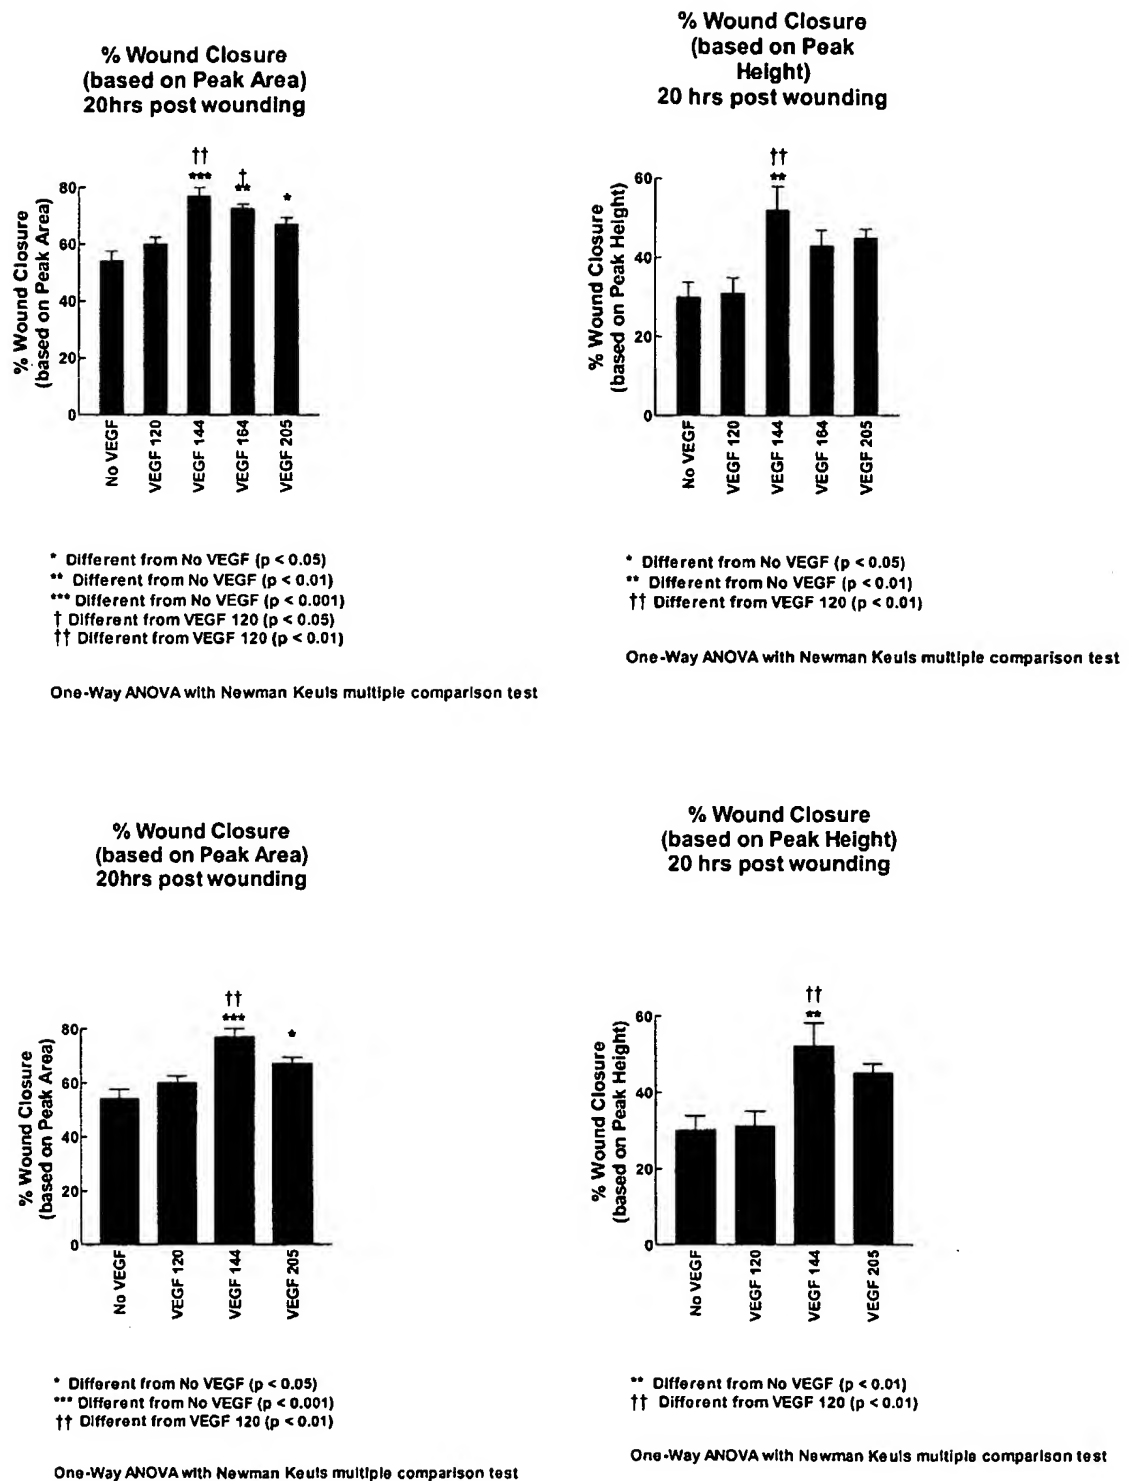 % Wound Closure
(based on Peak Area)
20hrs post wounding
††
***
†
**
*
80
60
40
20
0
% Wound Closure
(based on Peak Area)
No VEGF
VEGF 120
VEGF 144
VEGF 164
VEGF 205
* Different from No VEGF (p < 0.05)
** Different from No VEGF (p < 0.01)
*** Different from No VEGF (p < 0.001)
† Different from VEGF 120 (p < 0.05)
†† Different from VEGF 120 (p < 0.01)
One-Way ANOVA with Newman Keuls multiple comparison test
% Wound Closure
(based on Peak
Height)
20 hrs post wounding
††
**
60
40
20
0
% Wound Closure
(based on Peak Height)
No VEGF
VEGF 120
VEGF 144
VEGF 164
VEGF 205
* Different from No VEGF (p < 0.05)
** Different from No VEGF (p < 0.01)
†† Different from VEGF 120 (p < 0.01)
One-Way ANOVA with Newman Keuls multiple comparison test
% Wound Closure
(based on Peak Area)
20hrs post wounding
††
***
*
80
60
40
20
0
% Wound Closure
(based on Peak Area)
No VEGF
VEGF 120
VEGF 144
VEGF 205
* Different from No VEGF (p < 0.05)
*** Different from No VEGF (p < 0.001)
†† Different from VEGF 120 (p < 0.01)
One-Way ANOVA with Newman Keuls multiple comparison test
% Wound Closure
(based on Peak Height)
20 hrs post wounding
††
**
60
40
20
0
% Wound Closure
(based on Peak Height)
No VEGF
VEGF 120
VEGF 144
VEGF 205
** Different from No VEGF (p < 0.01)
†† Different from VEGF 120 (p < 0.01)
One-Way ANOVA with Newman Keuls multiple comparison test